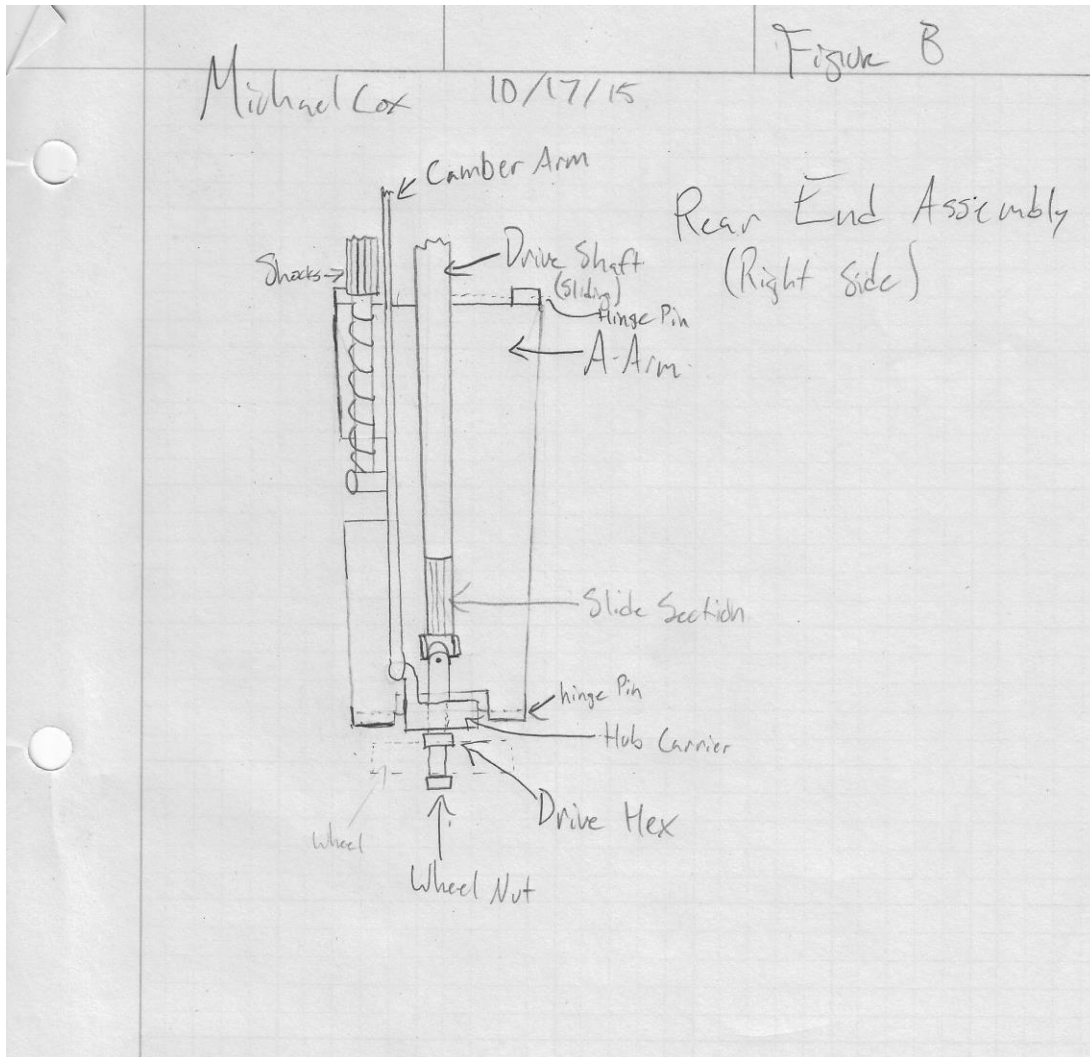 Figure B
Michael Cox 10/17/15
Camber Arm
Rear End Assembly
(Right Side)
Shocks
Drive Shaft
(Sliding)
Hinge Pin
A-Arm
Slide Section
hinge Pin
Hub Carrier
Drive Hex
Wheel
Wheel Nut